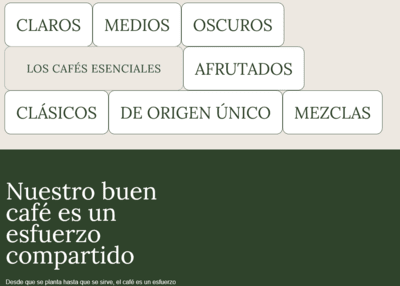 CLAROS MEDIOS OSCUROS
LOS CAFÉS ESENCIALES AFRUTADOS
CLÁSICOS DE ORIGEN ÚNICO MEZCLAS
Nuestro buen
café es un
esfuerzo
compartido
Desde que se planta hasta que se sirve, el café es un esfuerzo